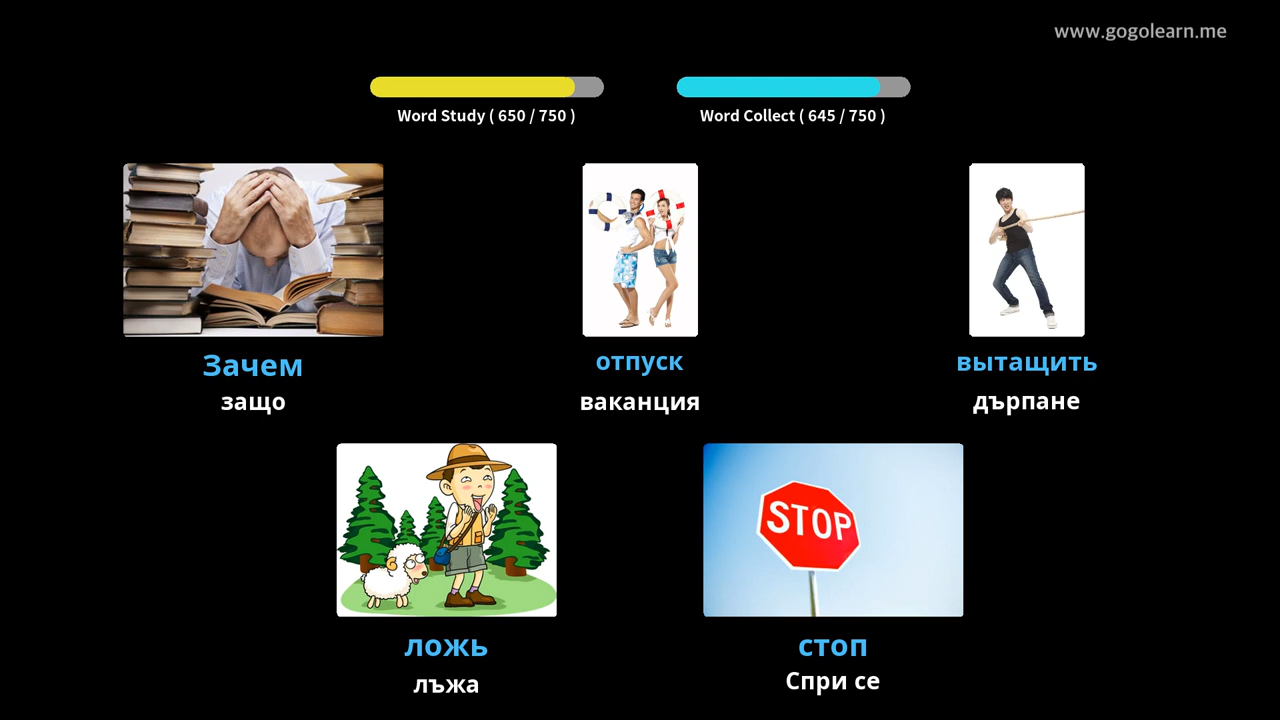 www.gogolearn.me
Word Study ( 650 / 750 )
Word Collect ( 645 / 750 )
Зачем
защо
отпуск
ваканция
вытащить
дърпане
STOP
ложь
лъжа
стоп
Спри се